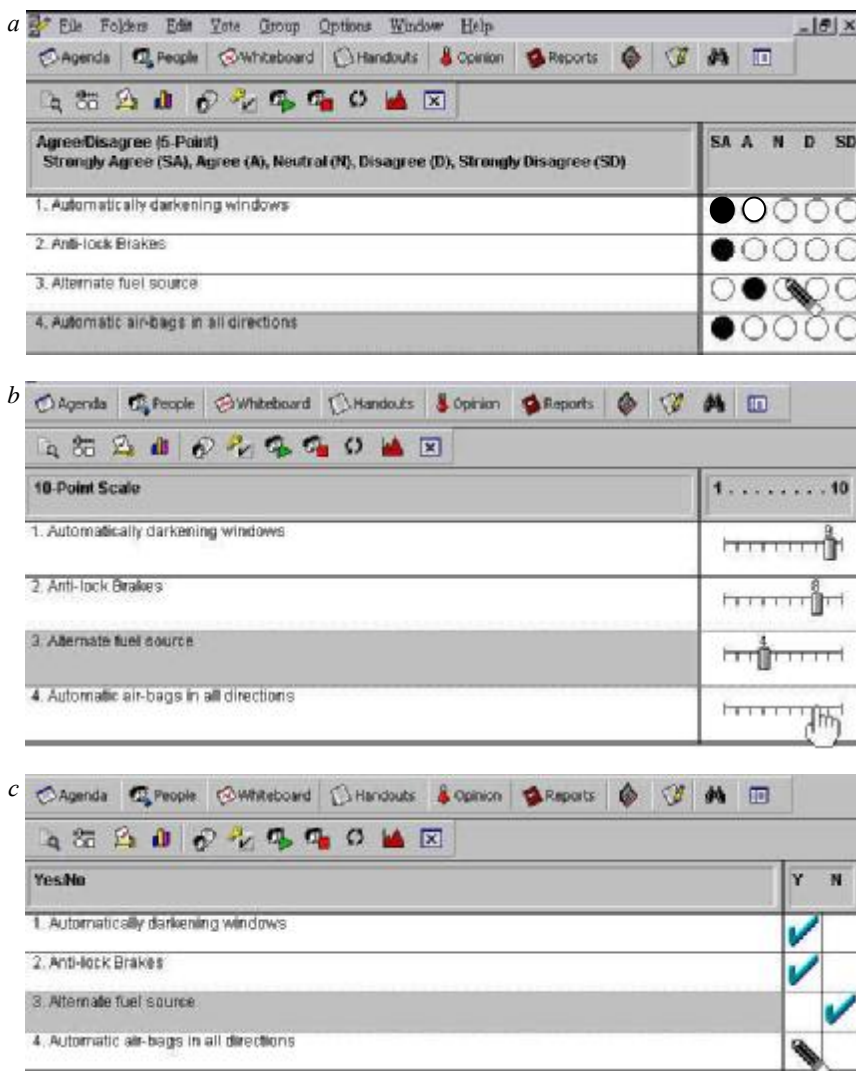 a
File Folders Edit Vote Group Options Window Help
Agenda People Whiteboard Handouts Opinion Reports
Agree/Disagree (5-Point) SA A N D SD
Strongly Agree (SA), Agree (A), Neutral (N), Disagree (D), Strongly Disagree (SD)
1. Automatically darkening windows
2. Anti-lock Brakes
3. Alternate fuel source
4. Automatic air-bags in all directions
b
Agenda People Whiteboard Handouts Opinion Reports
10-Point Scale 1 . . . . . . . . 10
1. Automatically darkening windows 9
2. Anti-lock Brakes 8
3. Alternate fuel source 4
4. Automatic air-bags in all directions
c
Agenda People Whiteboard Handouts Opinion Reports
Yes/No Y N
1. Automatically darkening windows
2. Anti-lock Brakes
3. Alternate fuel source
4. Automatic air-bags in all directions